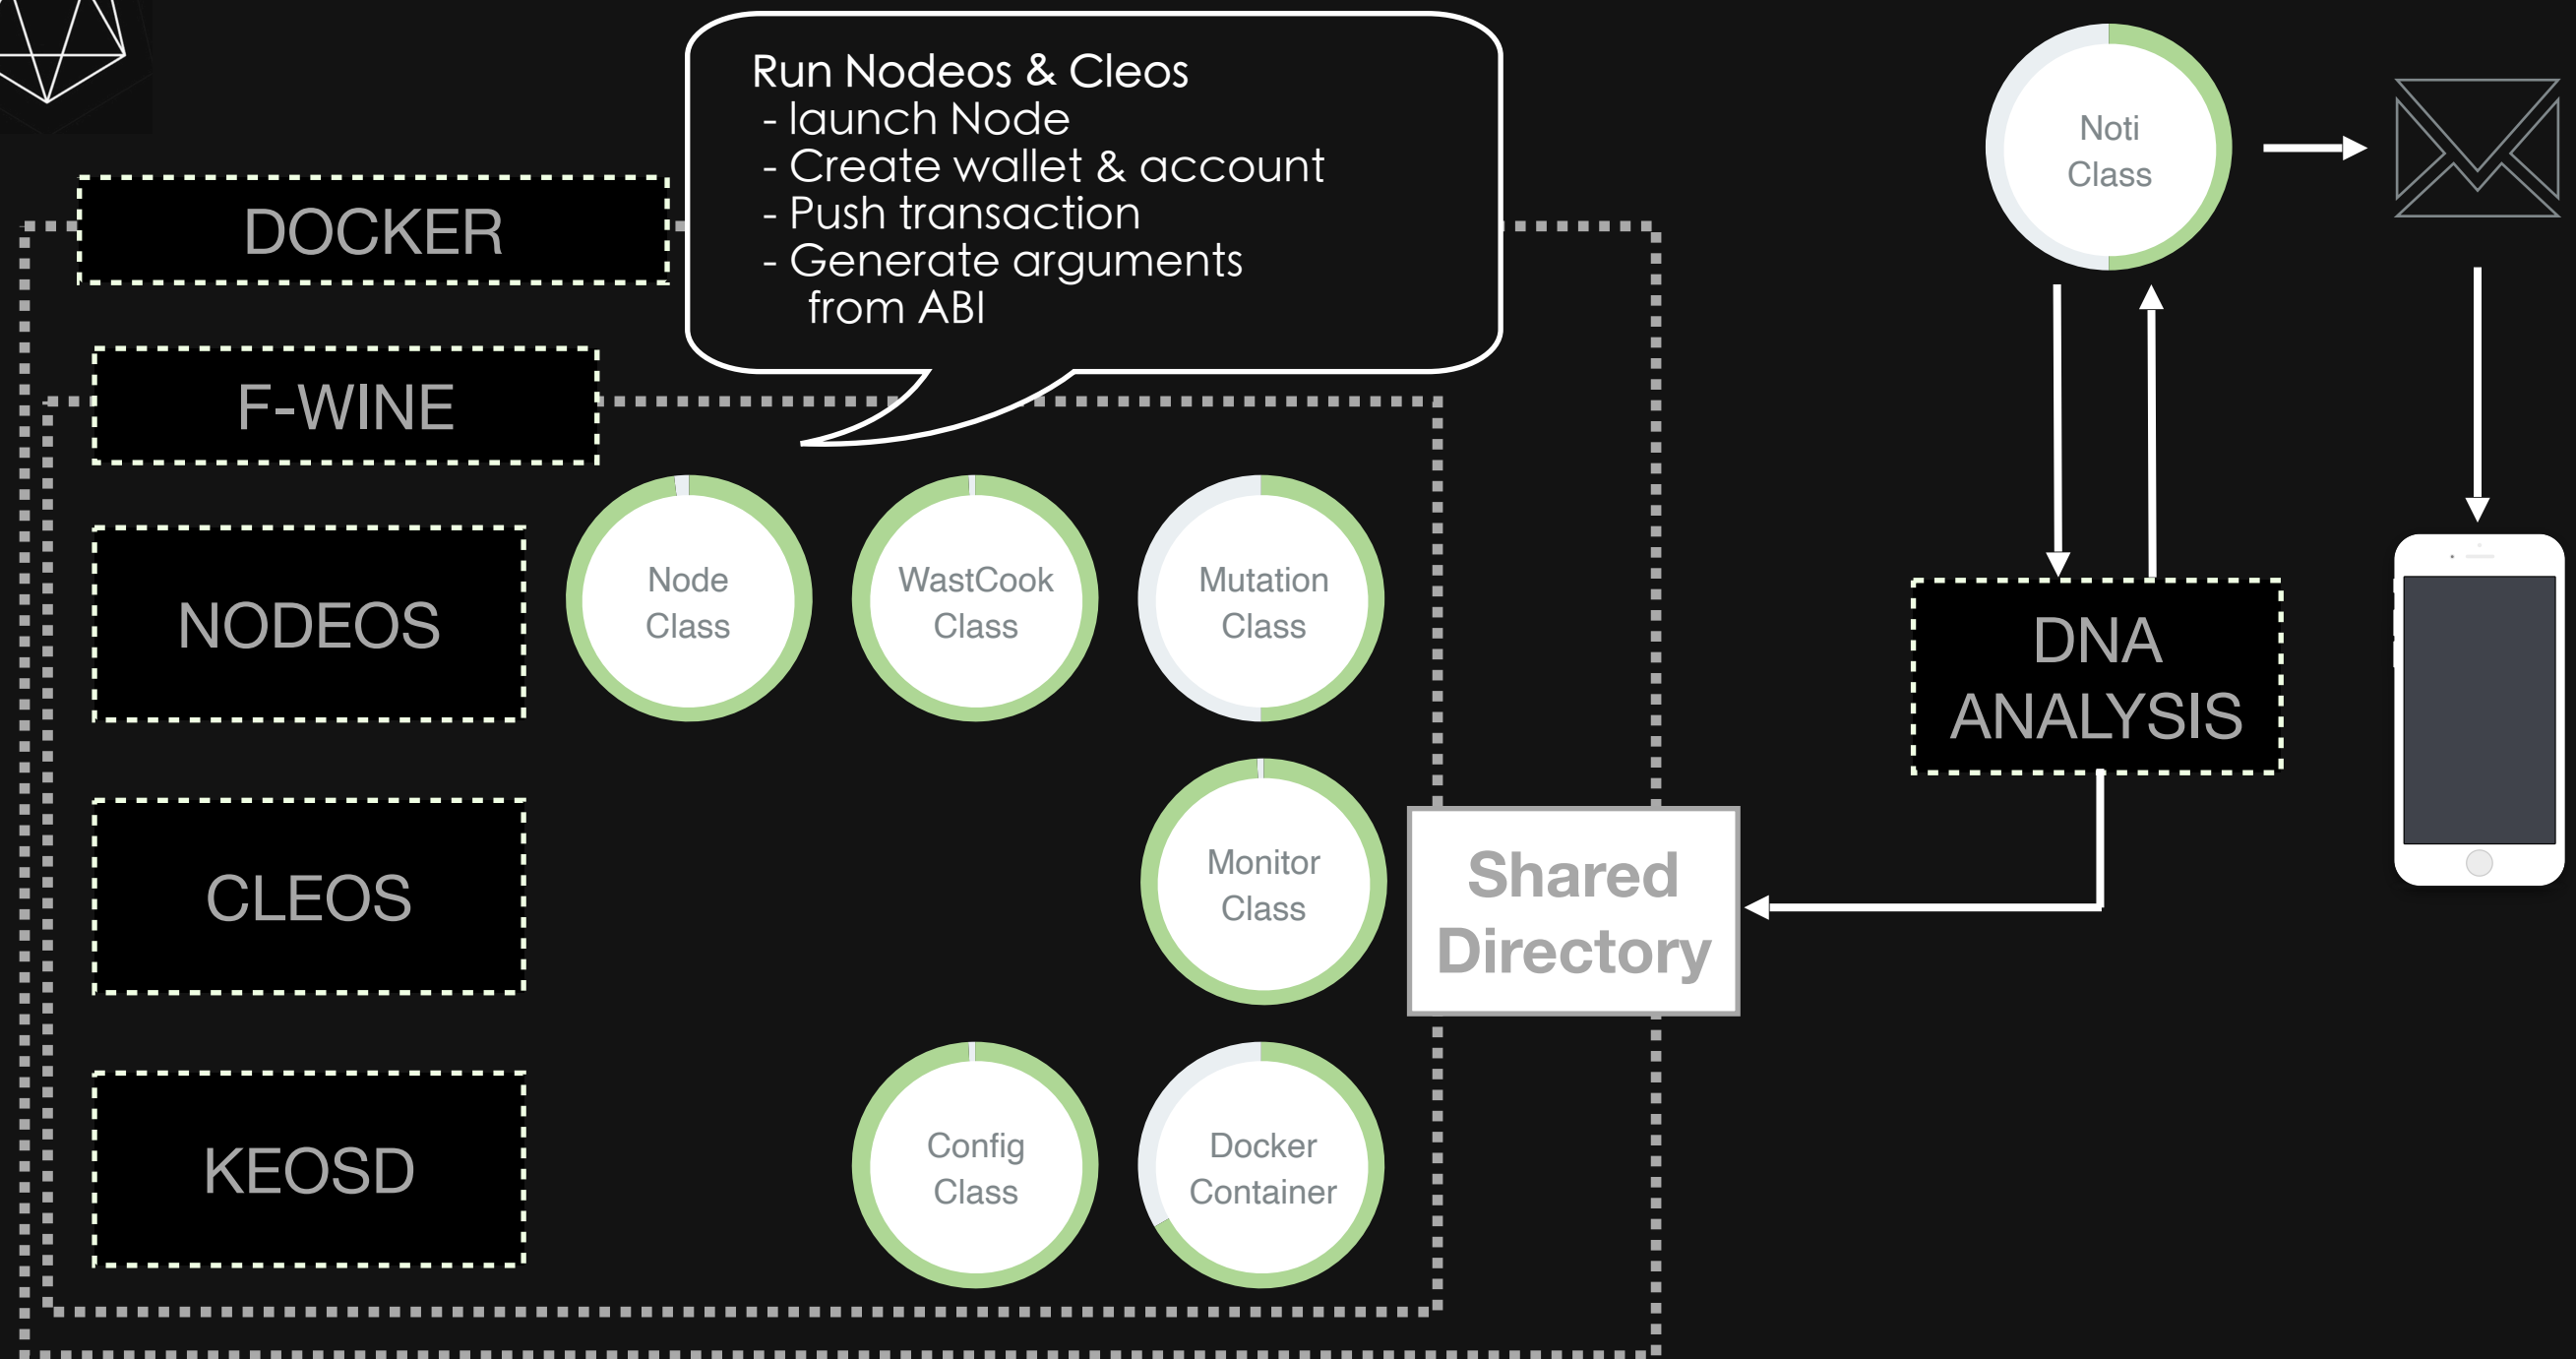 Run Nodeos & Cleos
- launch Node
- Create wallet & account
- Push transaction
- Generate arguments
from ABI
Noti
Class
DOCKER
F-WINE
NODEOS
Node
Class
WastCook
Class
Mutation
Class
DNA
ANALYSIS
CLEOS
Monitor
Class
Shared
Directory
KEOSD
Config
Class
Docker
Container